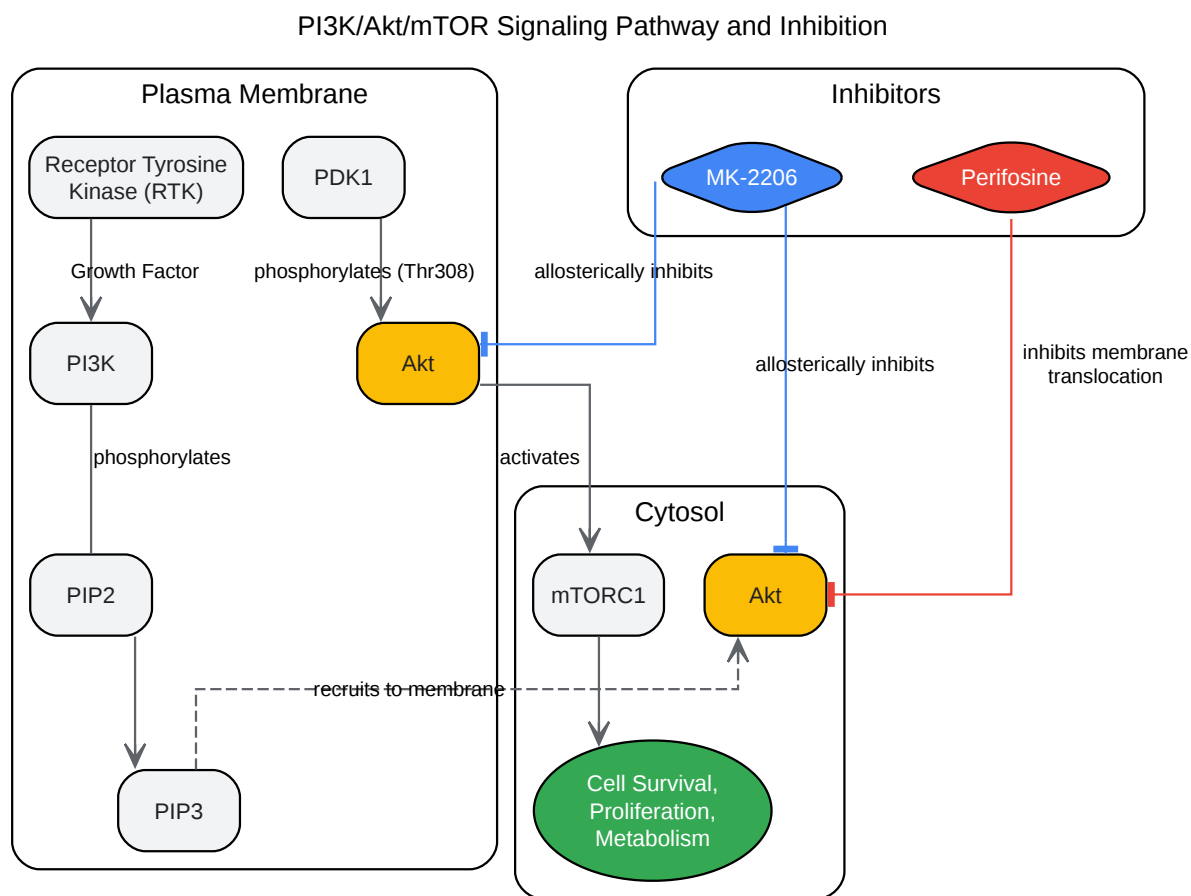 PI3K/Akt/mTOR Signaling Pathway and Inhibition
Plasma Membrane
Inhibitors
Receptor Tyrosine
Kinase (RTK)
PDK1
MK-2206
Perifosine
Growth Factor
phosphorylates (Thr308)
allosterically inhibits
PI3K
Akt
allosterically inhibits
inhibits membrane
translocation
phosphorylates
activates
Cytosol
PIP2
mTORC1
Akt
recruits to membrane
PIP3
Cell Survival,
Proliferation,
Metabolism